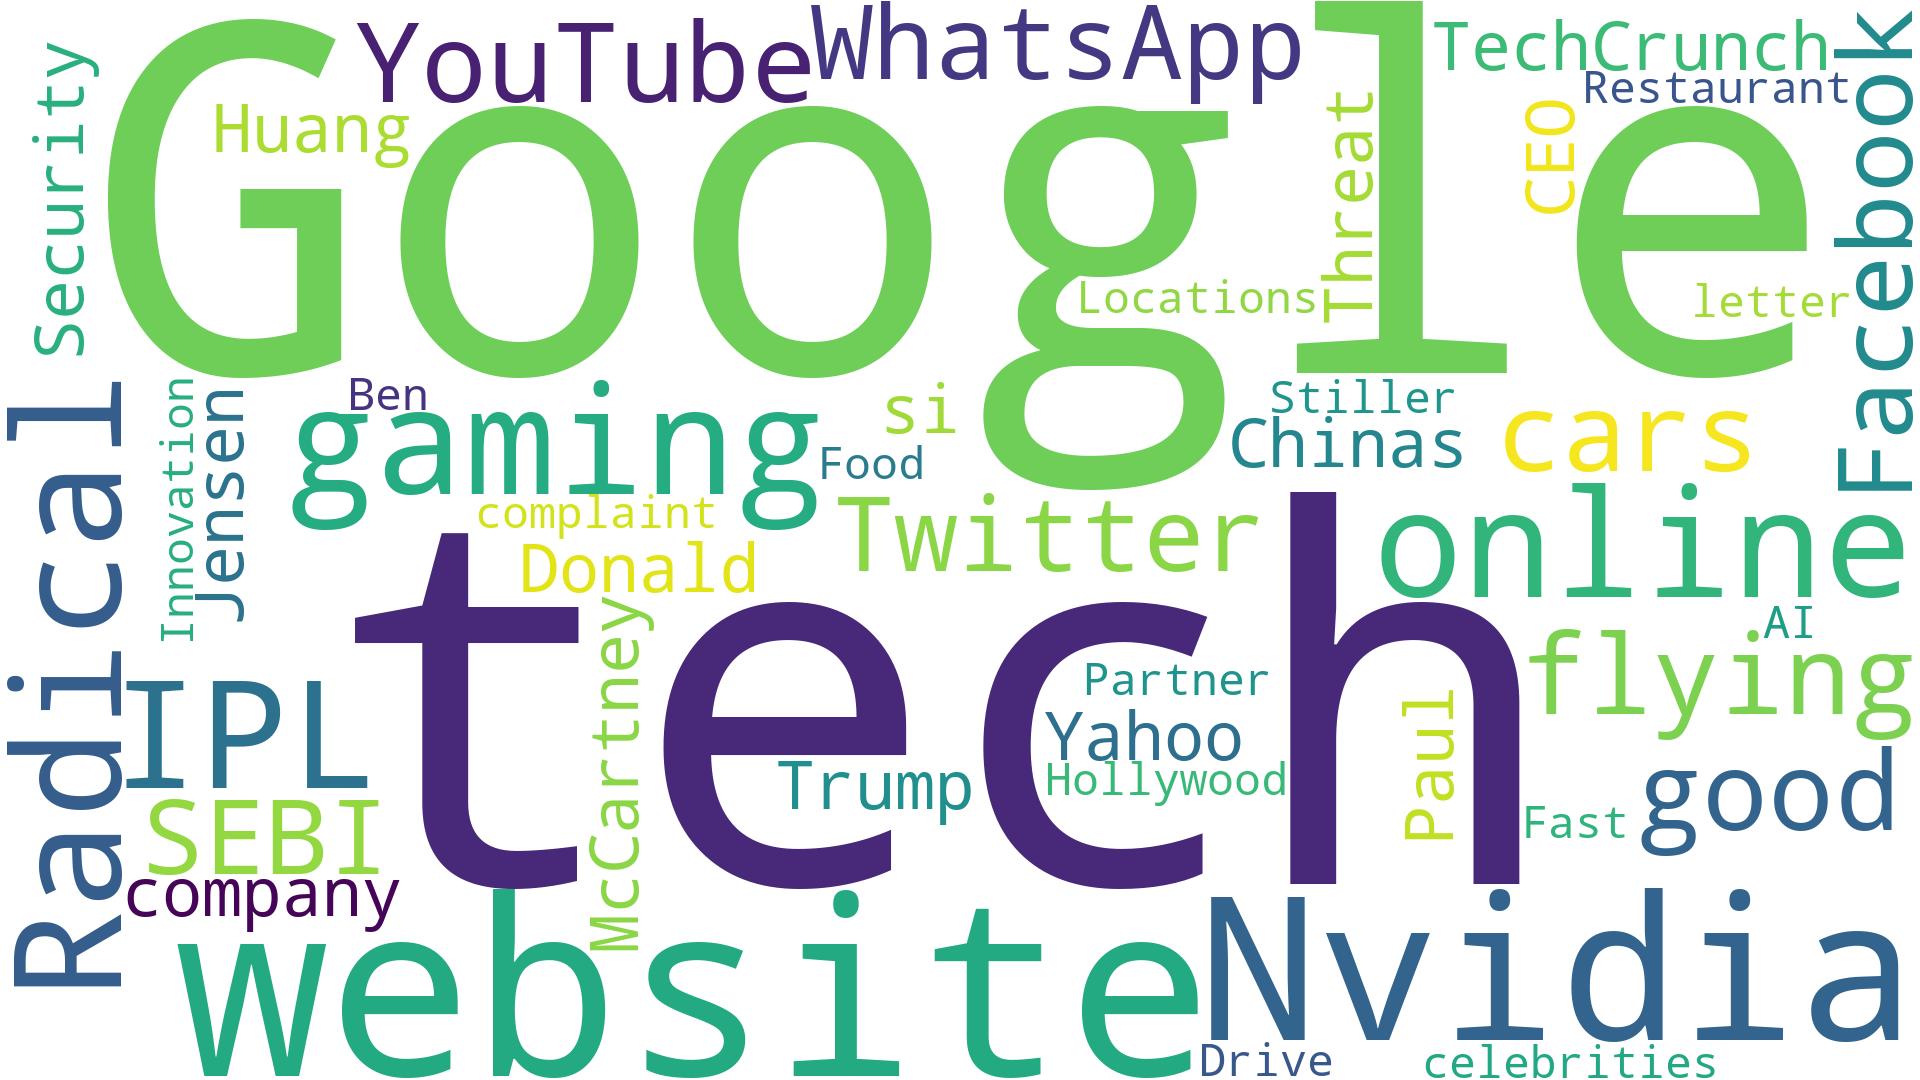 Google
YouTube
WhatsApp
TechCrunch
Restaurant
Facebook
Security
Huang
Threat
CEO
Locations
letter
Radical
Innovation
Jensen
Ben
gaming
si
Food
Stiller
Chinas
cars
complaint
Donald
Twitter
online
tech
AI
flying
McCartney
Partner
Yahoo
Hollywood
Trump
Paul
Fast
good
IPL
SEBI
company
website
Nvidia
Drive
celebrities